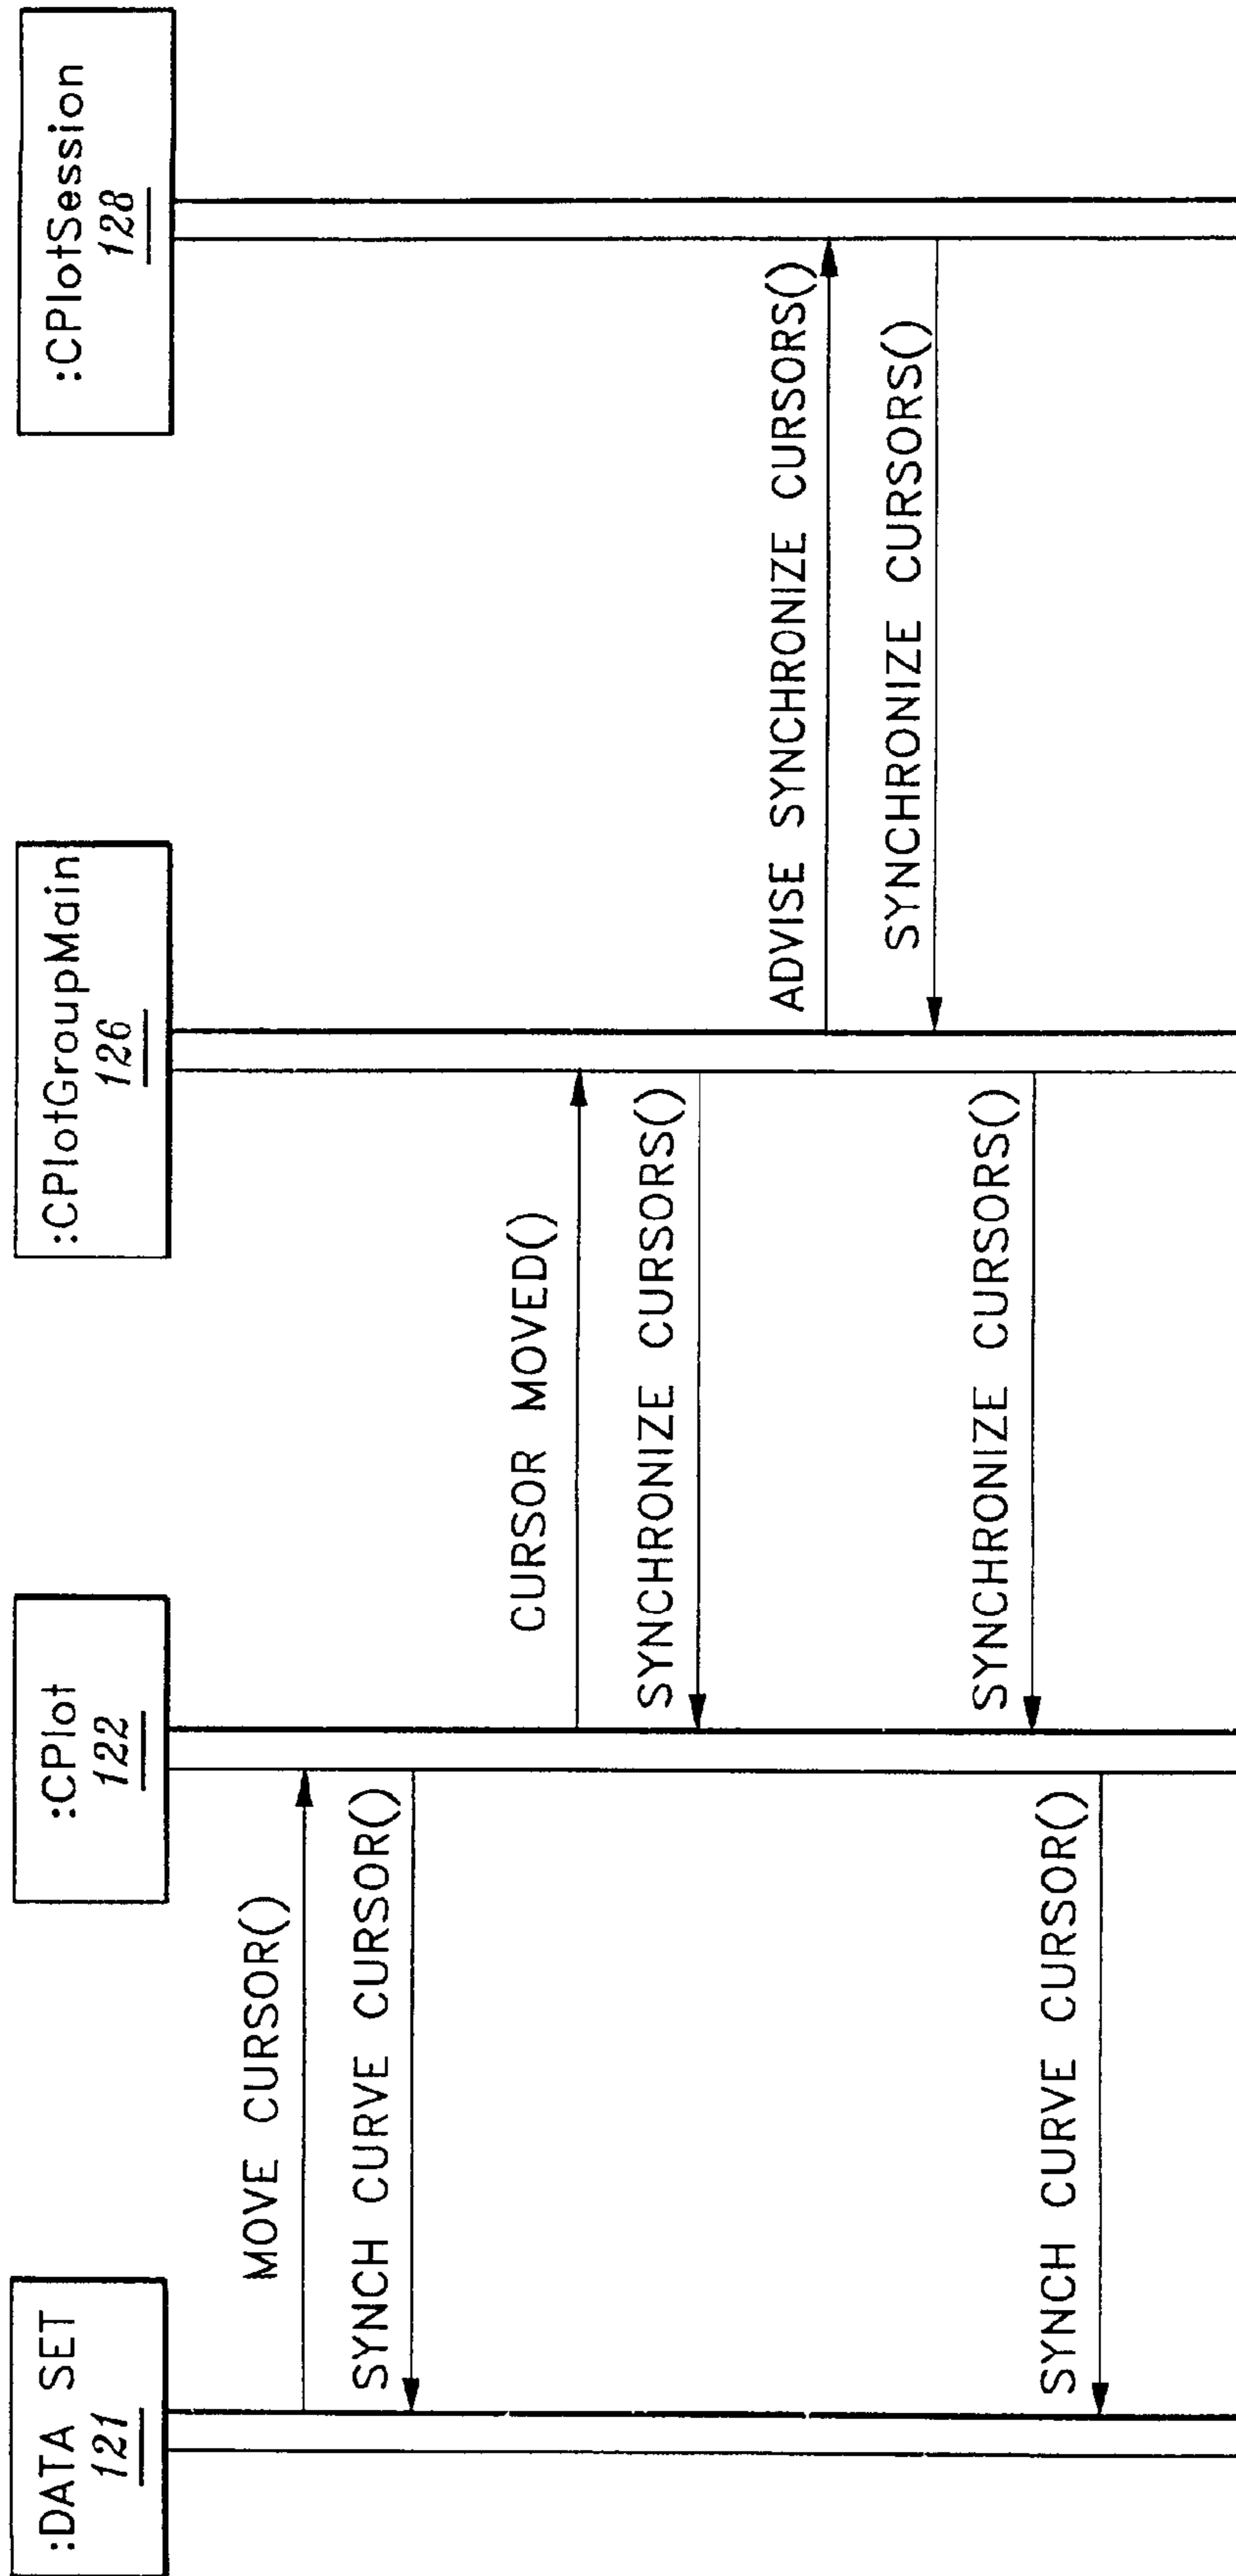 :DATA SET
121
:CPlot
122
:CPlotGroupMain
126
:CPlotSession
128
MOVE CURSOR()
SYNCH CURVE CURSOR()
CURSOR MOVED()
SYNCHRONIZE CURSORS()
ADVISE SYNCHRONIZE CURSORS()
SYNCHRONIZE CURSORS()
SYNCHRONIZE CURSORS()
SYNCH CURVE CURSOR()